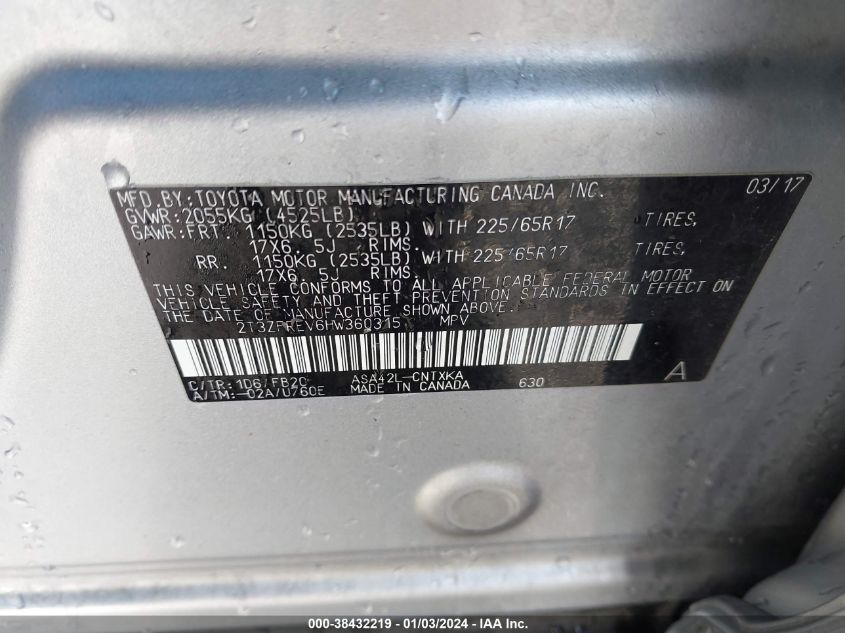 MFD.BY:TOYOTA MOTOR MANUFACTURING CANADA INC. 03/17
GVWR:2055KG (4525LB)
GAWR:FRT. 1150KG (2535LB) WITH 225/65R17 TIRES,
17X6.5J RIMS.
RR. 1150KG (2535LB) WITH 225/65R17 TIRES,
17X6.5J RIMS.
THIS VEHICLE CONFORMS TO ALL APPLICABLE FEDERAL MOTOR
VEHICLE SAFETY AND THEFT PREVENTION STANDARDS IN EFFECT ON
THE DATE OF MANUFACTURE SHOWN ABOVE.
2T3ZFREV6HW360315 MPV
C/TR:1D6/FB20 ASA42L-CNTXKA 630 A
A/TM:-02A/U760E MADE IN CANADA
000-38432219 - 01/03/2024 - IAA Inc.